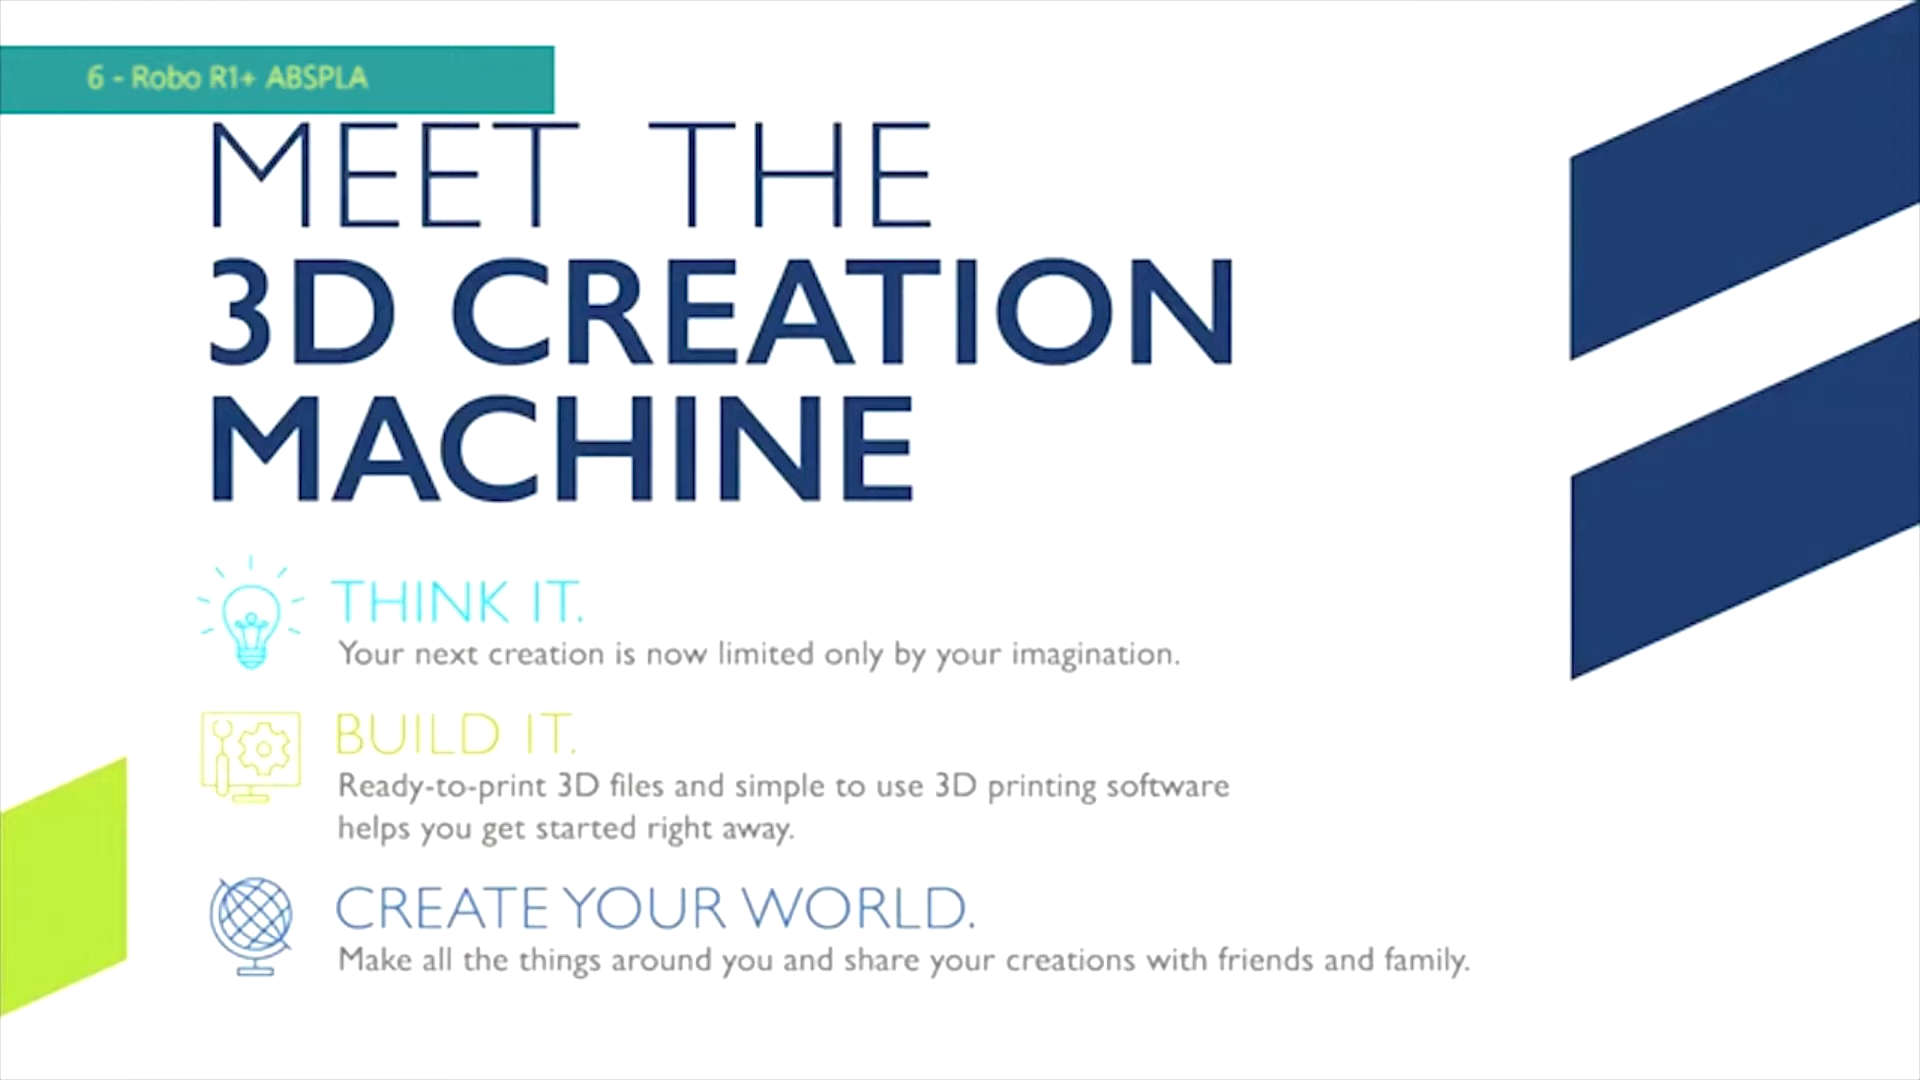 6 - Robo R1+ ABSPLA
MEET THE
3D CREATION
MACHINE
THINK IT.
Your next creation is now limited only by your imagination.
BUILD IT.
Ready-to-print 3D files and simple to use 3D printing software
helps you get started right away.
CREATE YOUR WORLD.
Make all the things around you and share your creations with friends and family.